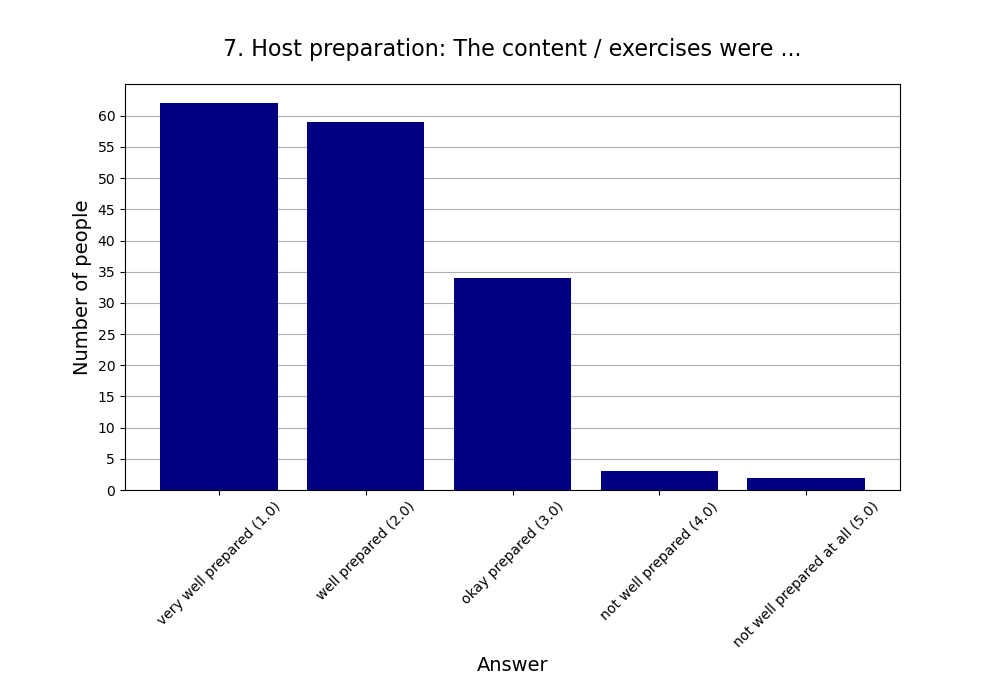 7. Host preparation: The content / exercises were ...
Number of people
60
55
50
45
40
35
30
25
20
15
10
5
0
very well prepared (1.0)
well prepared (2.0)
okay prepared (3.0)
not well prepared (4.0)
not well prepared at all (5.0)
Answer